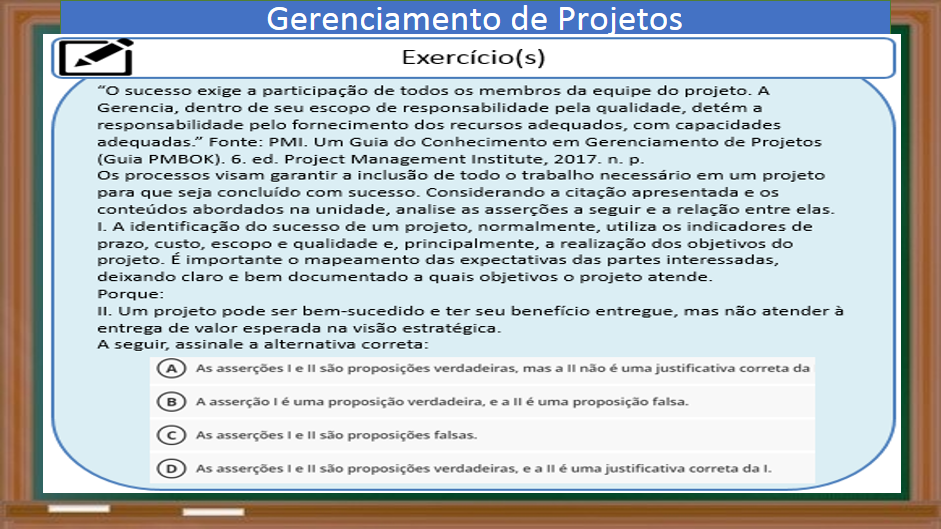 Gerenciamento de Projetos
Exercício(s)
“O sucesso exige a participação de todos os membros da equipe do projeto. A
Gerencia, dentro de seu escopo de responsabilidade pela qualidade, detém a
responsabilidade pelo fornecimento dos recursos adequados, com capacidades
adequadas.” Fonte: PMI. Um Guia do Conhecimento em Gerenciamento de Projetos
(Guia PMBOK). 6. ed. Project Management Institute, 2017. n. p.
Os processos visam garantir a inclusão de todo o trabalho necessário em um projeto
para que seja concluído com sucesso. Considerando a citação apresentada e os
conteúdos abordados na unidade, analise as asserções a seguir e a relação entre elas.
I. A identificação do sucesso de um projeto, normalmente, utiliza os indicadores de
prazo, custo, escopo e qualidade e, principalmente, a realização dos objetivos do
projeto. É importante o mapeamento das expectativas das partes interessadas,
deixando claro e bem documentado a quais objetivos o projeto atende.
Porque:
II. Um projeto pode ser bem-sucedido e ter seu benefício entregue, mas não atender à
entrega de valor esperada na visão estratégica.
A seguir, assinale a alternativa correta:
A As asserções I e II são proposições verdadeiras, mas a II não é uma justificativa correta da
B A asserção I é uma proposição verdadeira, e a II é uma proposição falsa.
C As asserções I e II são proposições falsas.
D As asserções I e II são proposições verdadeiras, e a II é uma justificativa correta da I.